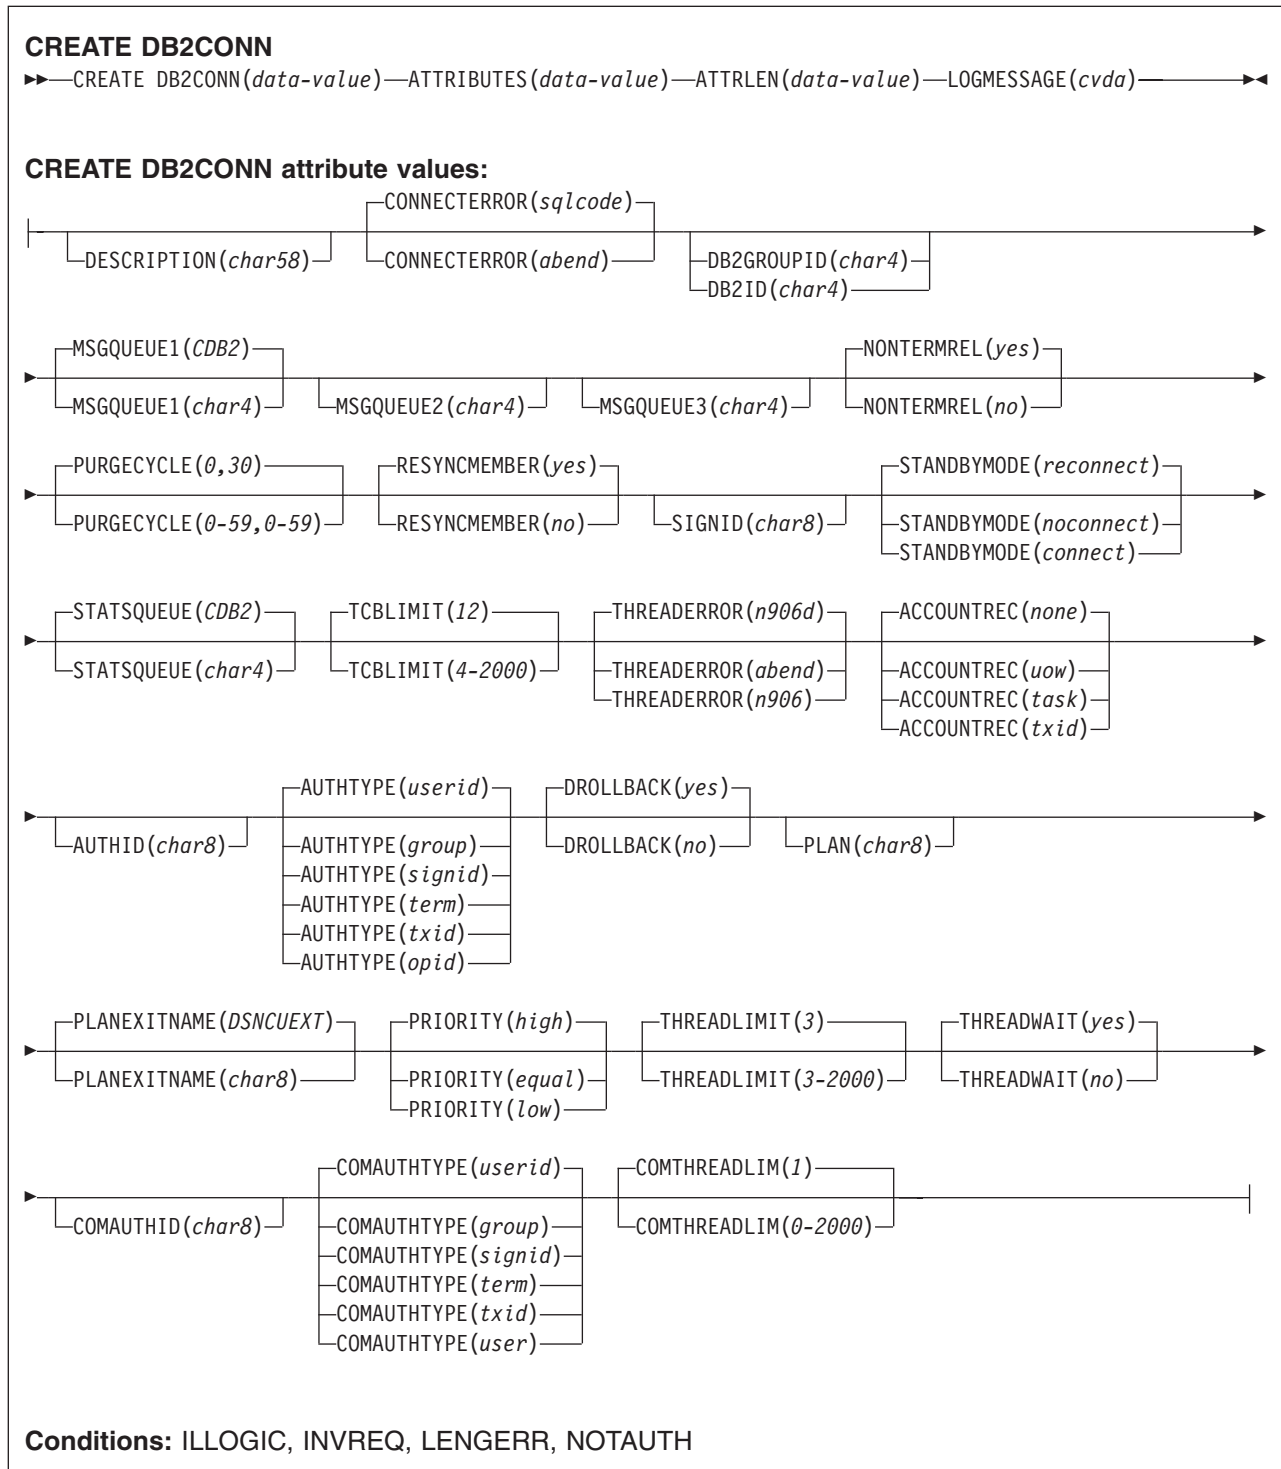 CREATE DB2CONN
CREATE DB2CONN(data-value) ATTRIBUTES(data-value) ATTRLEN(data-value) LOGMESSAGE(cvda)
CREATE DB2CONN attribute values:
CONNECTERROR(sqlcode)
DESCRIPTION(char58) CONNECTERROR(abend) DB2GROUPID(char4)
DB2ID(char4)
MSGQUEUE1(CDB2) NONTERMREL(yes)
MSGQUEUE1(char4) MSGQUEUE2(char4) MSGQUEUE3(char4) NONTERMREL(no)
PURGECYCLE(0,30) RESYNCMEMBER(yes) STANDBYMODE(reconnect)
PURGECYCLE(0-59,0-59) RESYNCMEMBER(no) SIGNID(char8) STANDBYMODE(noconnect)
STANDBYMODE(connect)
STATSQUEUE(CDB2) TCBLIMIT(12) THREADERROR(n906d) ACCOUNTREC(none)
STATSQUEUE(char4) TCBLIMIT(4-2000) THREADERROR(abend) ACCOUNTREC(uow)
THREADERROR(n906) ACCOUNTREC(task)
ACCOUNTREC(txid)
AUTHTYPE(userid) DROLLBACK(yes)
AUTHID(char8) AUTHTYPE(group) DROLLBACK(no) PLAN(char8)
AUTHTYPE(signid)
AUTHTYPE(term)
AUTHTYPE(txid)
AUTHTYPE(opid)
PLANEXITNAME(DSNCUEXT) PRIORITY(high) THREADLIMIT(3) THREADWAIT(yes)
PLANEXITNAME(char8) PRIORITY(equal) THREADLIMIT(3-2000) THREADWAIT(no)
PRIORITY(low)
COMAUTHTYPE(userid) COMTHREADLIM(1)
COMAUTHID(char8) COMAUTHTYPE(group) COMTHREADLIM(0-2000)
COMAUTHTYPE(signid)
COMAUTHTYPE(term)
COMAUTHTYPE(txid)
COMAUTHTYPE(user)
Conditions: ILLOGIC, INVREQ, LENGERR, NOTAUTH